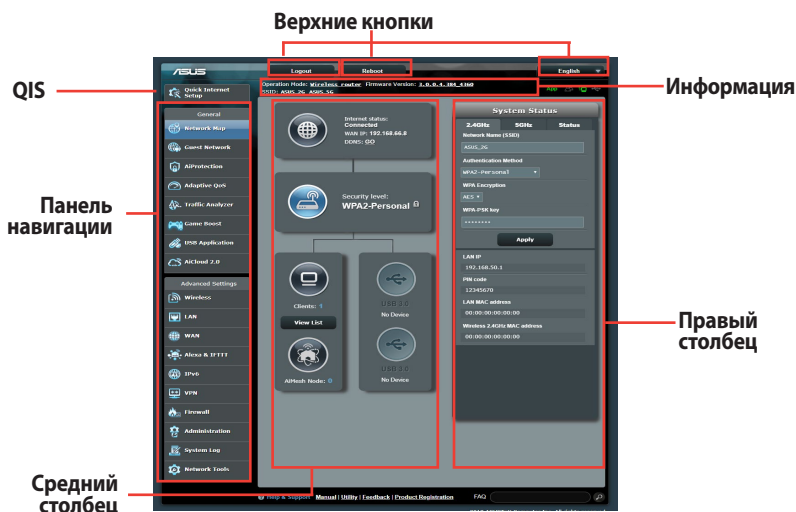 Верхние кнопки
QIS
Информация
Панель
навигации
Правый
столбец
Средний
столбец
ASUS
Logout
Reboot
English
Quick Internet
Setup
Operation Mode: Wireless router Firmware Version: 3.0.0.4.384_4360
SSID: ASUS_2G ASUS_5G
App
General
Network Map
Guest Network
AiProtection
Adaptive QoS
Traffic Analyzer
Game Boost
USB Application
AiCloud 2.0
Advanced Settings
Wireless
LAN
WAN
Alexa & IFTTT
IPv6
VPN
Firewall
Administration
System Log
Network Tools
Internet status:
Connected
WAN IP: 192.168.66.8
DDNS: GO
Security level:
WPA2-Personal
Clients: 1
View List
AiMesh Node: 0
USB 3.0
No Device
USB 3.0
No Device
System Status
2.4GHz 5GHz Status
Network Name (SSID)
ASUS_2G
Authentication Method
WPA2-Personal
WPA Encryption
AES
WPA-PSK key
••••••••
Apply
LAN IP
192.168.50.1
PIN code
12345670
LAN MAC address
00:00:00:00:00:00
Wireless 2.4GHz MAC address
00:00:00:00:00:00
Help & Support Manual | Utility | Feedback | Product Registration FAQ